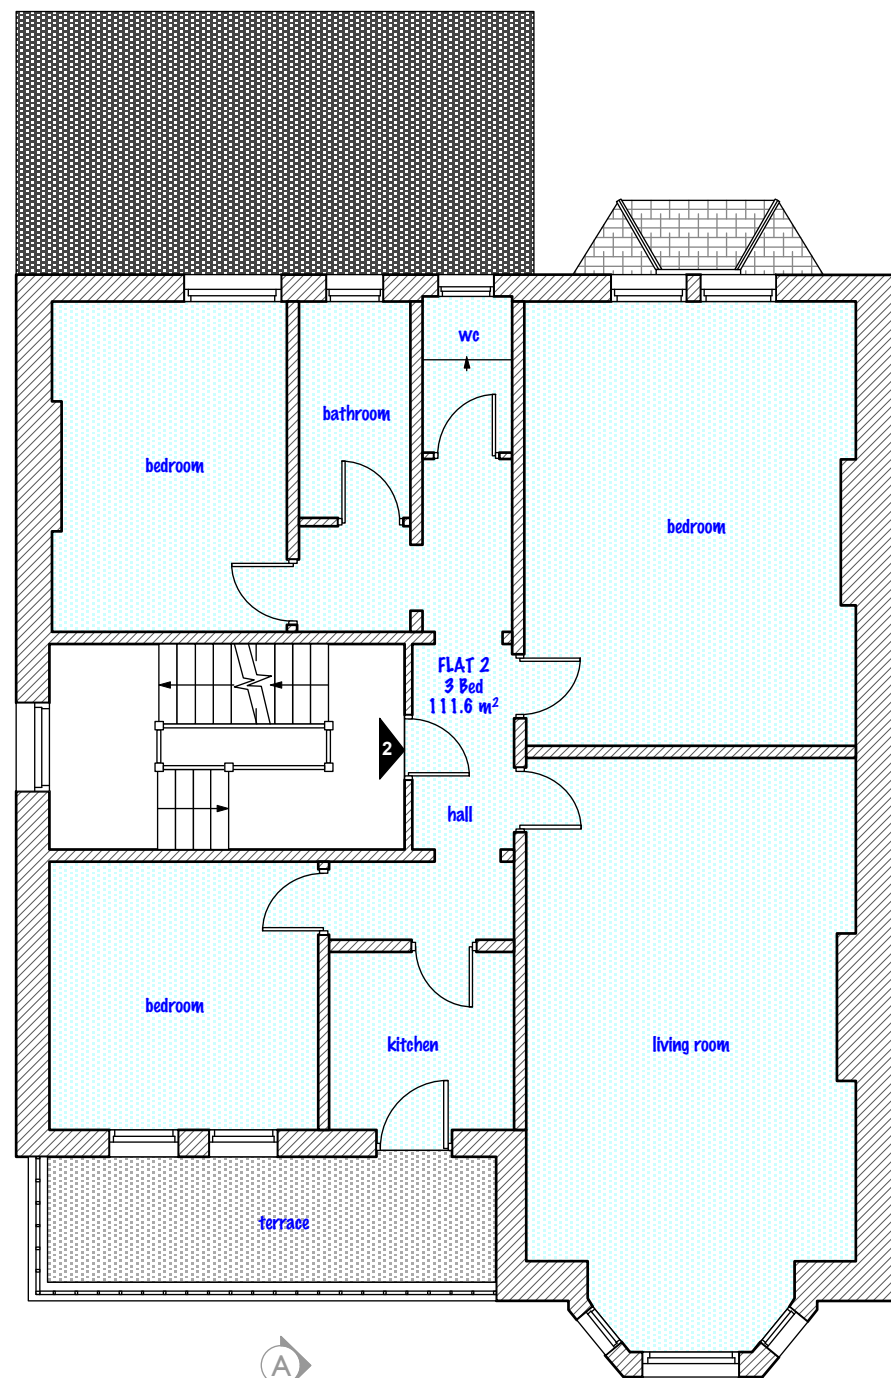 wc
bathroom
bedroom
bedroom
FLAT 2
3 Bed
111.6 m²
2
hall
bedroom
kitchen
living room
terrace
A